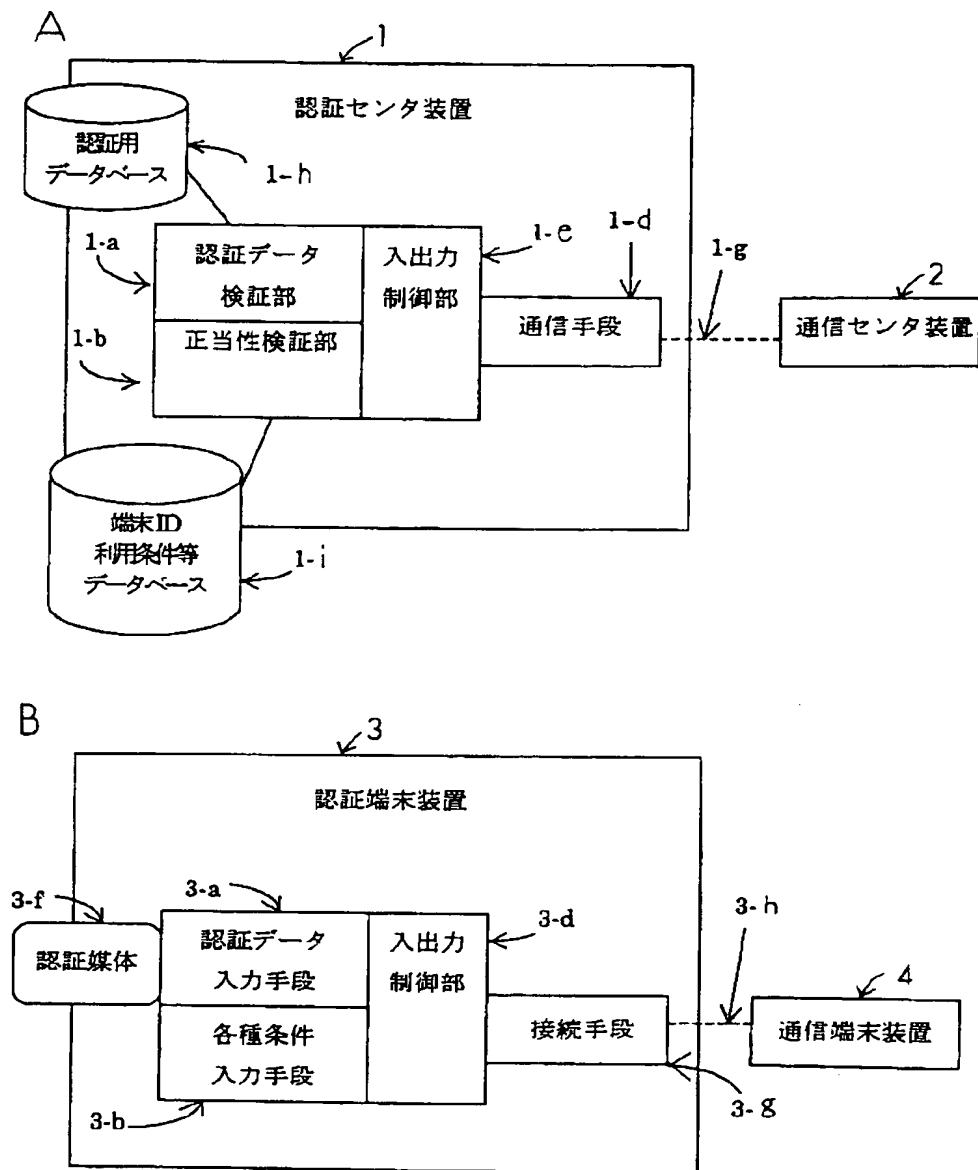 A
1
認証センタ装置
認証用
データベース
1-h
1-a
認証データ
検証部
入出力
制御部
1-e
1-d
1-g
2
通信手段
通信センタ装置
1-b
正当性検証部
端末ID
利用条件等
データベース
1-i
B
3
認証端末装置
3-f
3-a
3-d
3-h
認証媒体
認証データ
入力手段
入出力
制御部
4
各種条件
入力手段
接続手段
通信端末装置
3-b
3-g